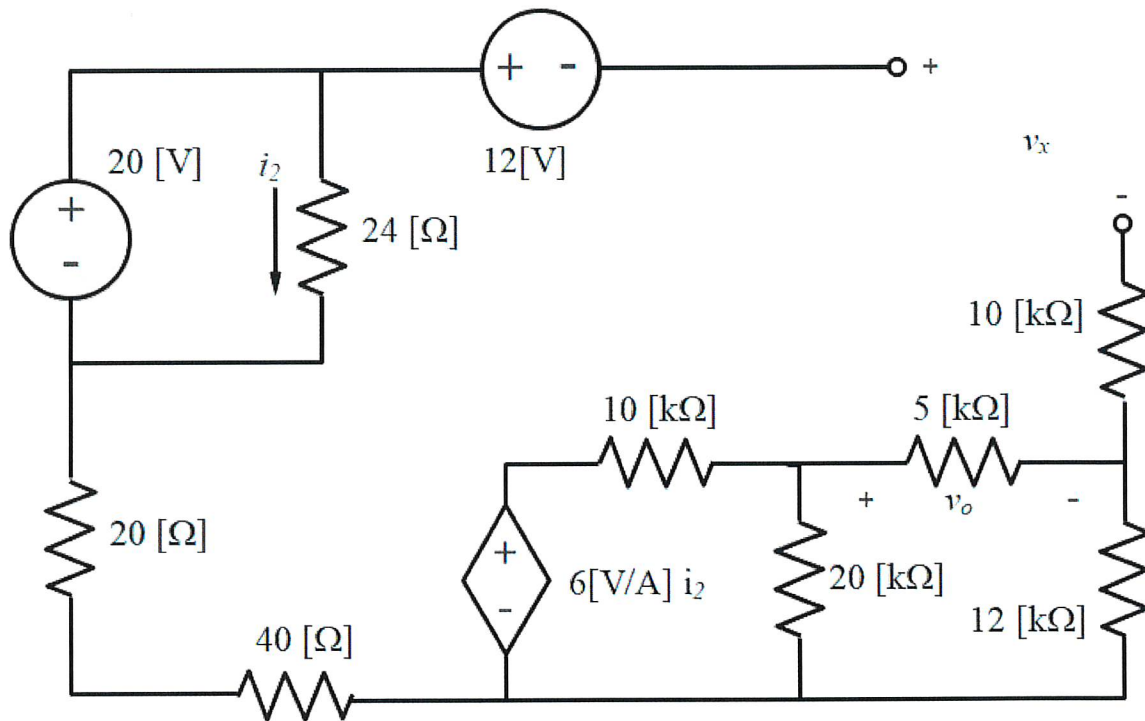 + -
+
20 [V]
i₂
12[V]
vₓ
+
-
24 [Ω]
-
10 [kΩ]
10 [kΩ]
5 [kΩ]
+ vₒ -
20 [Ω]
+
-
6[V/A] i₂
20 [kΩ]
12 [kΩ]
40 [Ω]